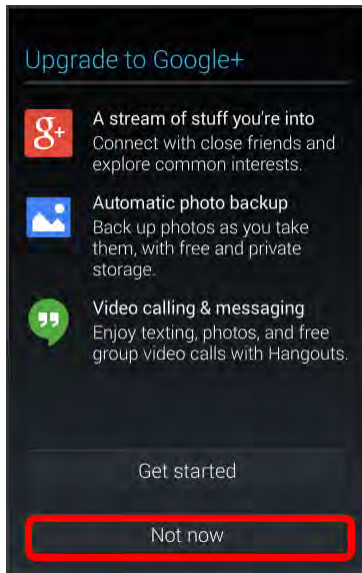 Upgrade to Google+
g+
A stream of stuff you're into
Connect with close friends and
explore common interests.
Automatic photo backup
Back up photos as you take
them, with free and private
storage.
Video calling & messaging
Enjoy texting, photos, and free
group video calls with Hangouts.
Get started
Not now